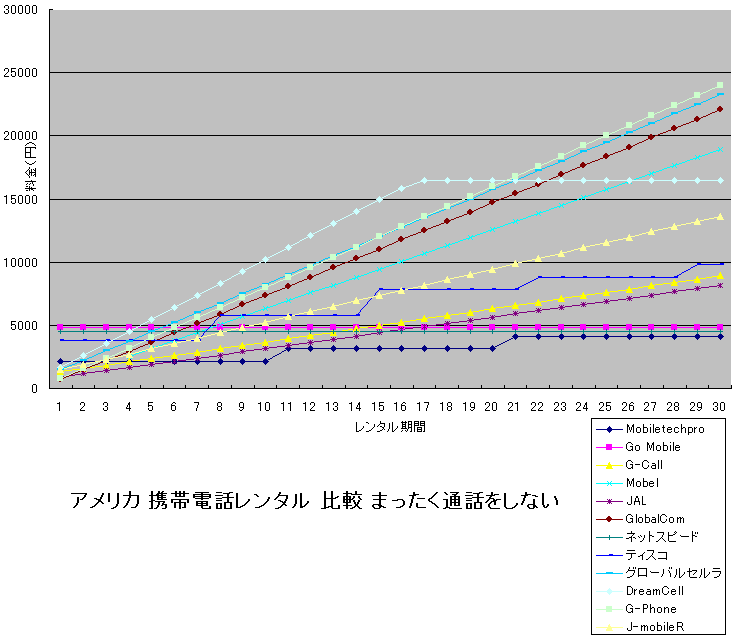 30000
25000
20000
15000
10000
5000
0
料金(円)
1 2 3 4 5 6 7 8 9 10 11 12 13 14 15 16 17 18 19 20 21 22 23 24 25 26 27 28 29 30
レンタル期間
Mobiletechpro
Go Mobile
G-Call
Mobel
JAL
GlobalCom
ネットスピード
ティスコ
グローバルセルラ
DreamCell
G-Phone
J-mobileR
アメリカ 携帯電話レンタル 比較 まったく通話をしない